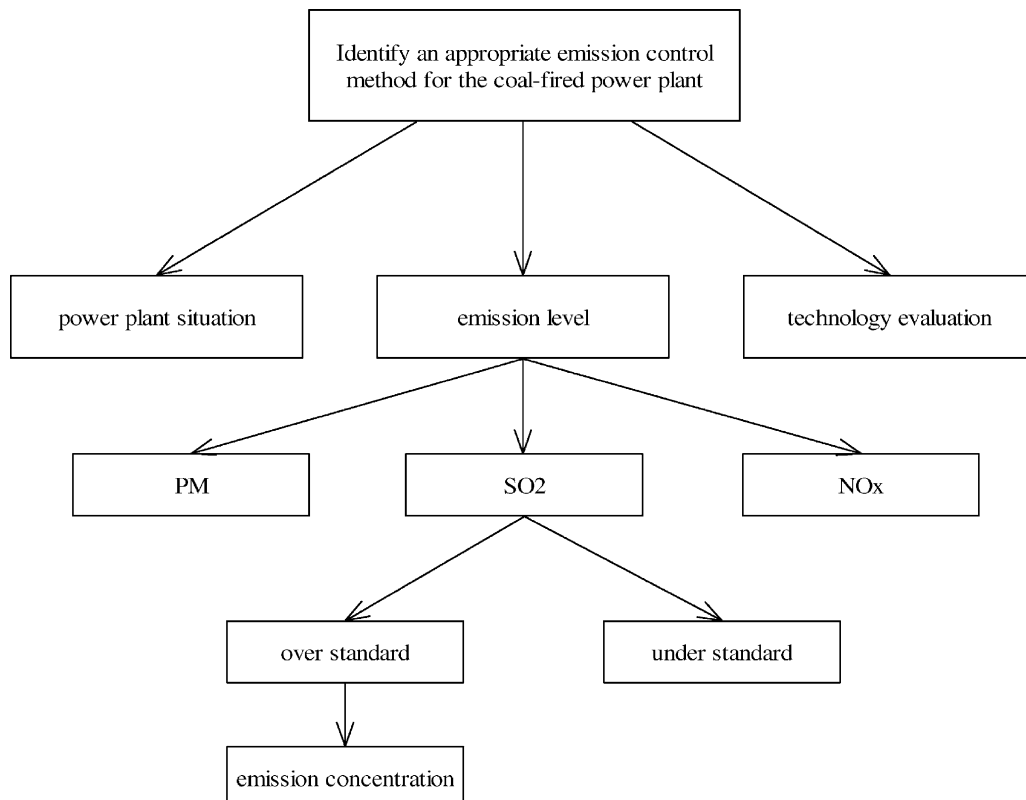 Identify an appropriate emission control
method for the coal-fired power plant
power plant situation
emission level
technology evaluation
PM
SO2
NOx
over standard
under standard
emission concentration